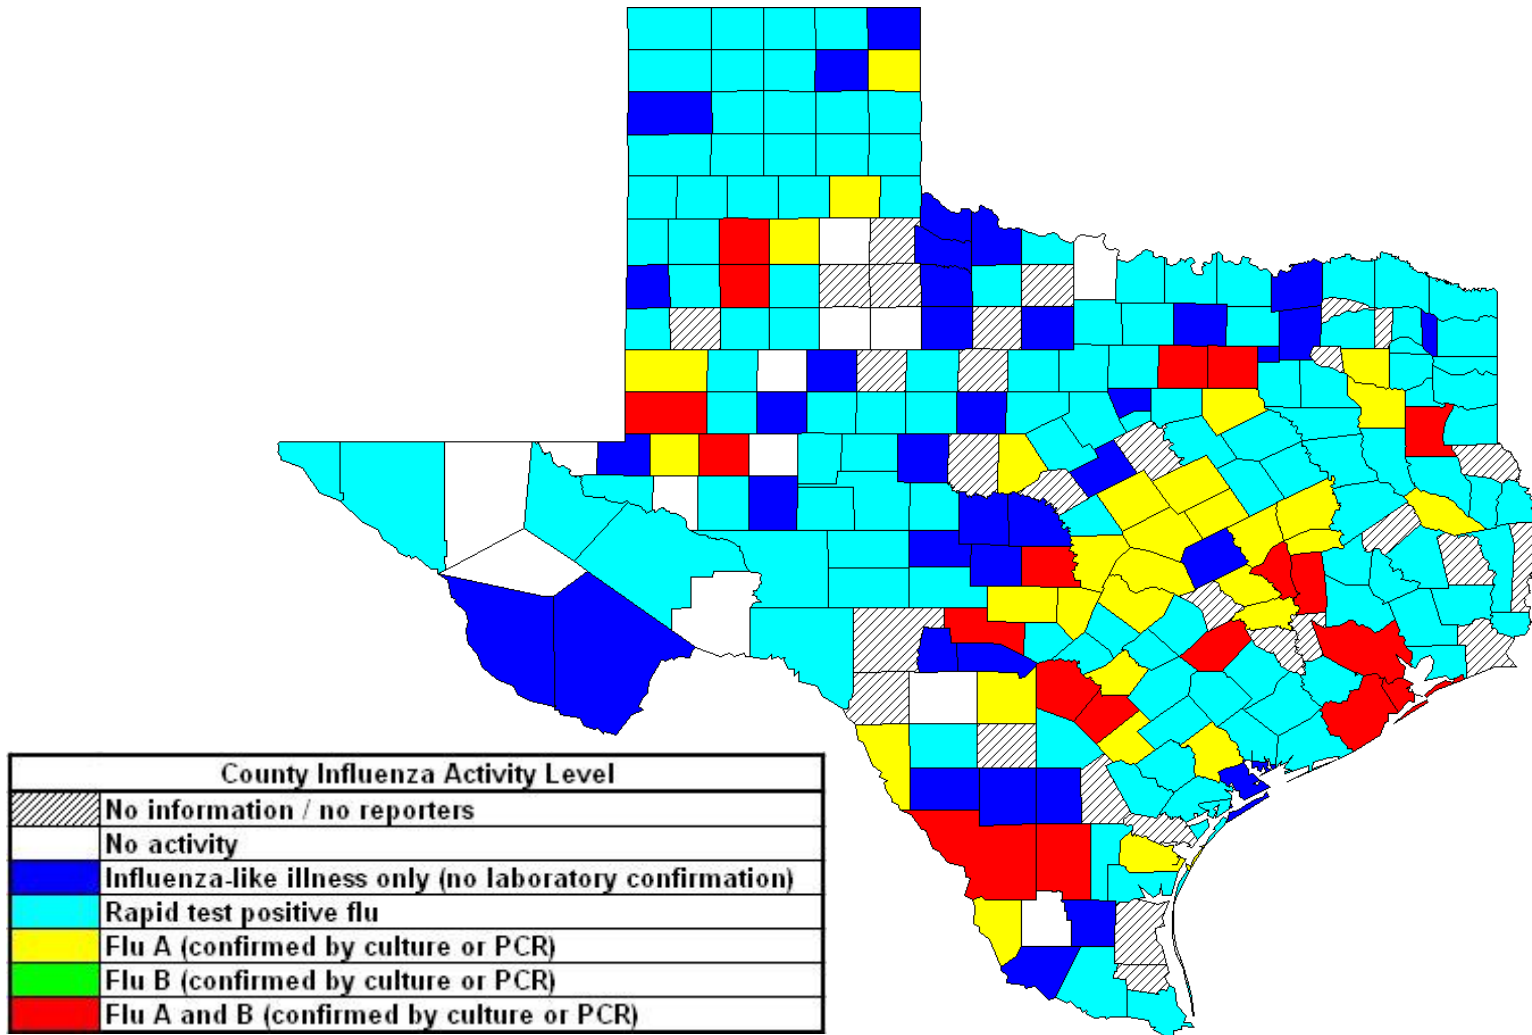 County Influenza Activity Level
No information / no reporters
No activity
Influenza-like illness only (no laboratory confirmation)
Rapid test positive flu
Flu A (confirmed by culture or PCR)
Flu B (confirmed by culture or PCR)
Flu A and B (confirmed by culture or PCR)